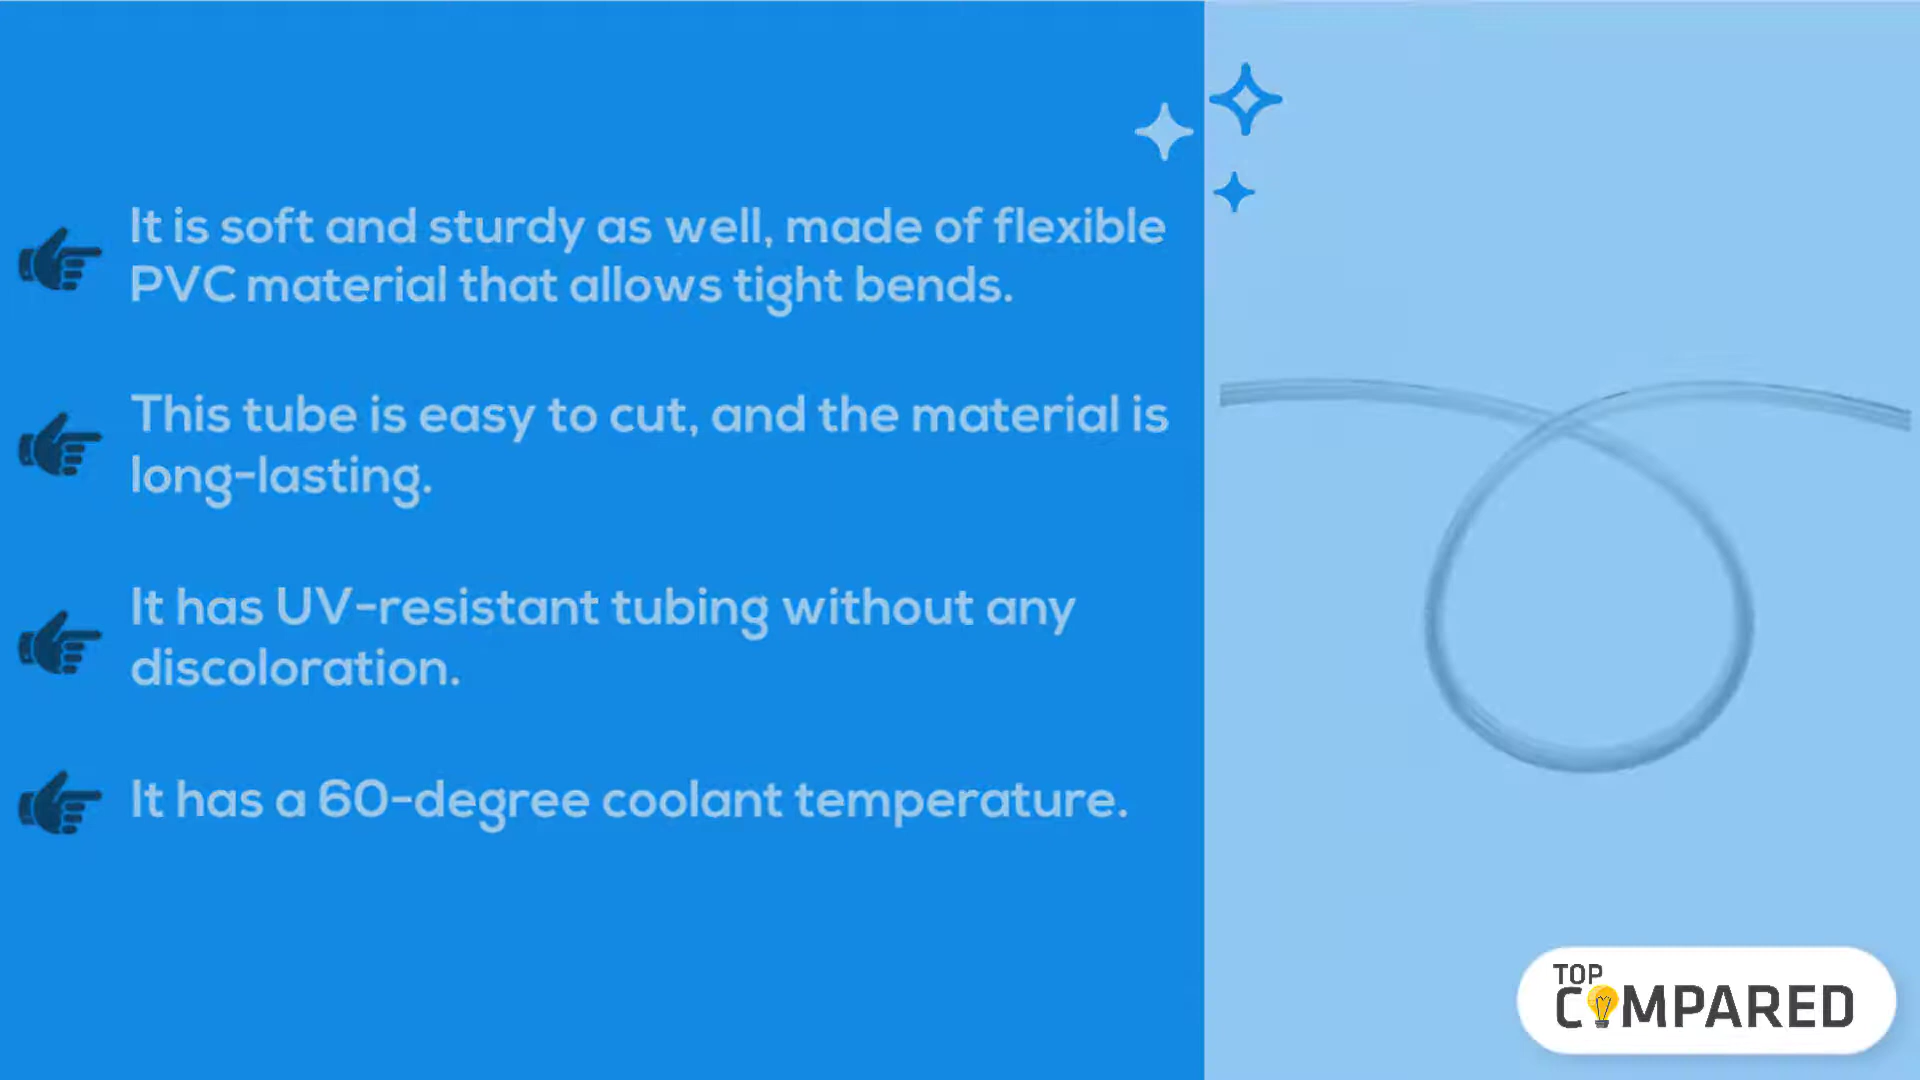 It is soft and sturdy as well, made of flexible
PVC material that allows tight bends.
This tube is easy to cut, and the material is
long-lasting.
It has UV-resistant tubing without any
discoloration.
It has a 60-degree coolant temperature.
TOP
COMPARED